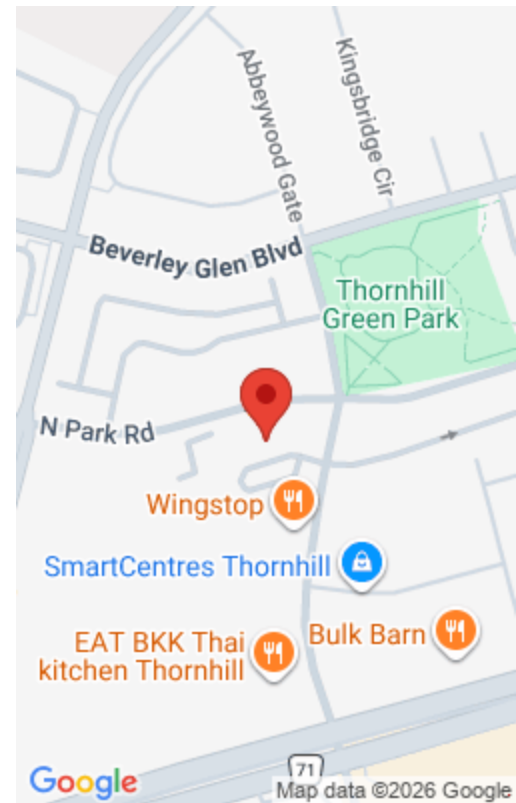 Abbeywood Gate
Kingsbridge Cir
Beverley Glen Blvd
Thornhill
Green Park
N Park Rd
Wingstop
SmartCentres Thornhill
EAT BKK Thai
kitchen Thornhill
Bulk Barn
71
Google
Map data ©2026 Google